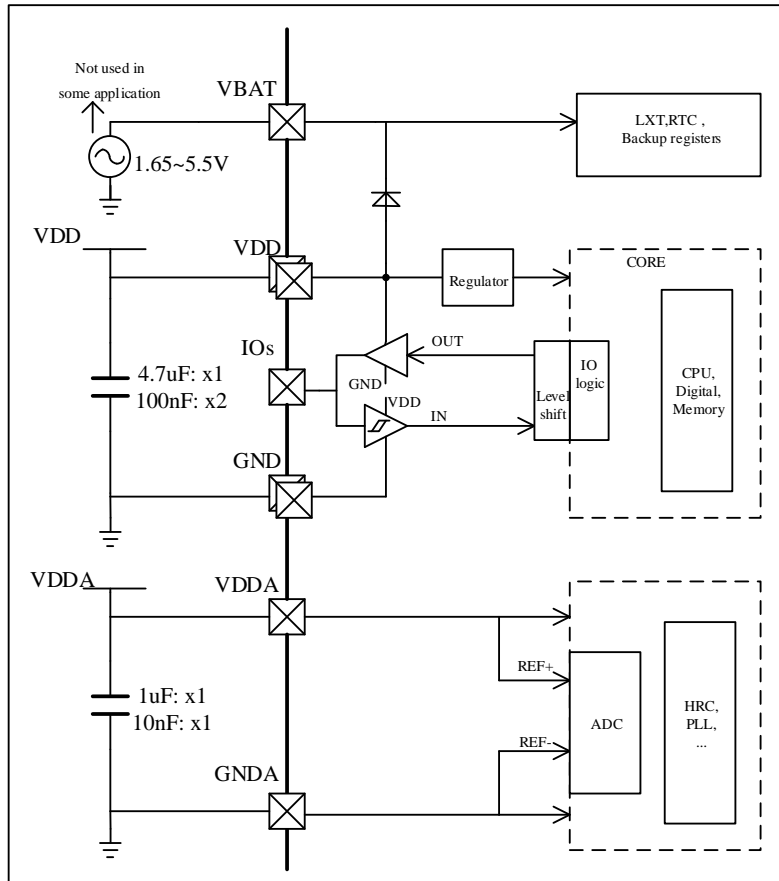 Not used in
some application
VBAT
1.65~5.5V
LXT,RTC ,
Backup registers
VDD
VDD
Regulator
CORE
IOs
OUT
IO
logic
Level
shift
CPU,
Digital,
Memory
4.7uF: x1
100nF: x2
GND
VDD
IN
GND
VDDA
VDDA
REF+
1uF: x1
10nF: x1
ADC
HRC,
PLL,
...
REF-
GNDA